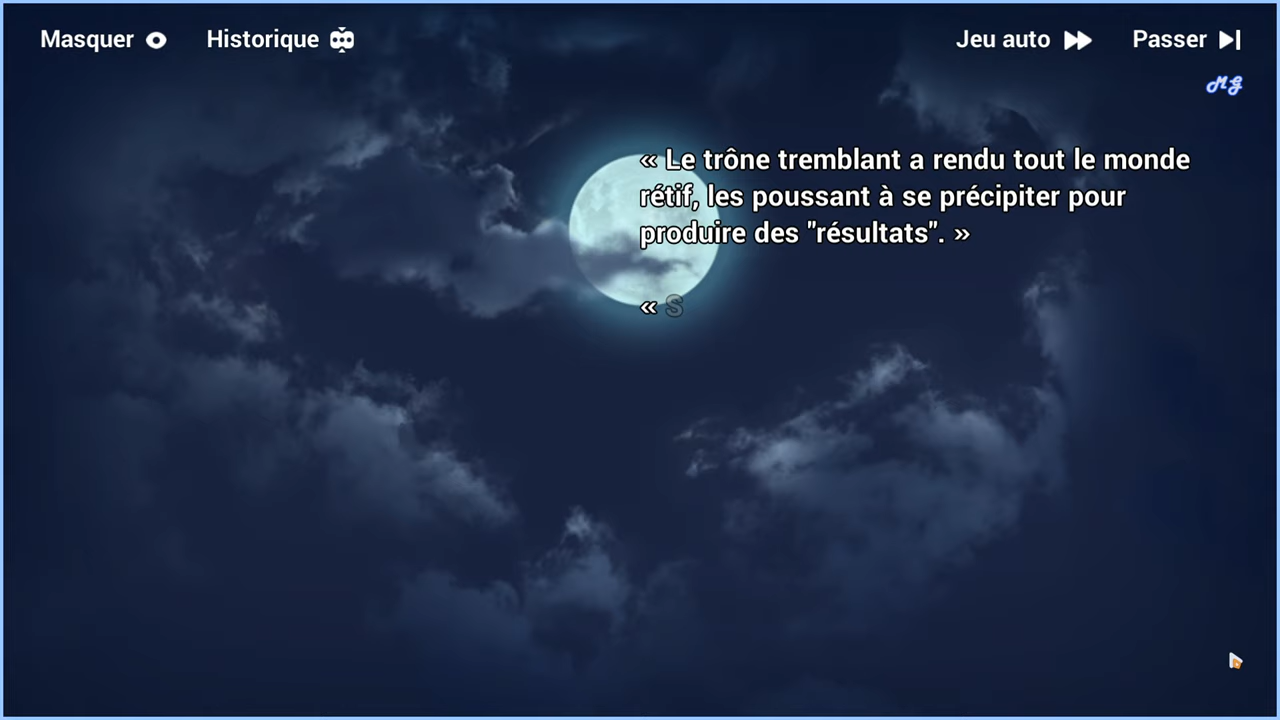 Masquer Historique Jeu auto Passer
MG
« Le trône tremblant a rendu tout le monde
rétif, les poussant à se précipiter pour
produire des "résultats". »
« S